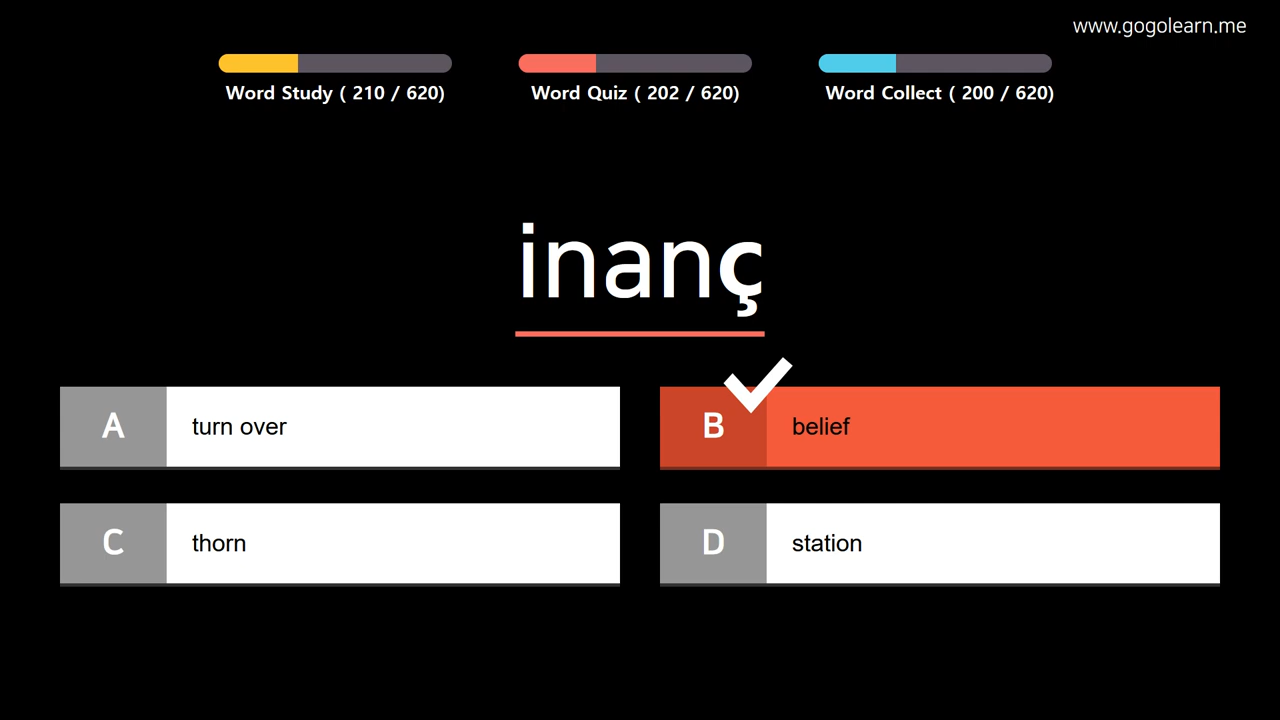 www.gogolearn.me
Word Study ( 210 / 620)
Word Quiz ( 202 / 620)
Word Collect ( 200 / 620)
inanç
A turn over
B belief
C thorn
D station